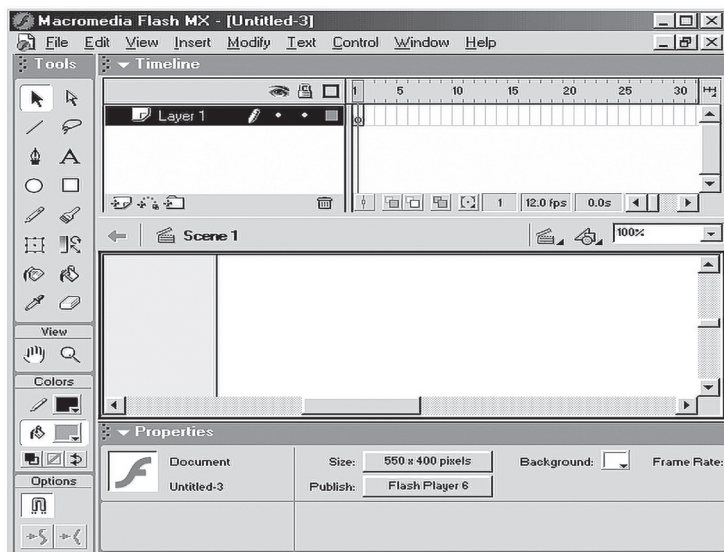 Macromedia Flash MX - [Untitled-3]
File Edit View Insert Modify Text Control Window Help
Tools
Timeline
1 5 10 15 20 25 30
Layer 1
1 12.0 fps 0.0s
Scene 1
100%
View
Colors
Properties
Document Size: 550 x 400 pixels Background: Frame Rate:
Untitled-3 Publish: Flash Player 6
Options